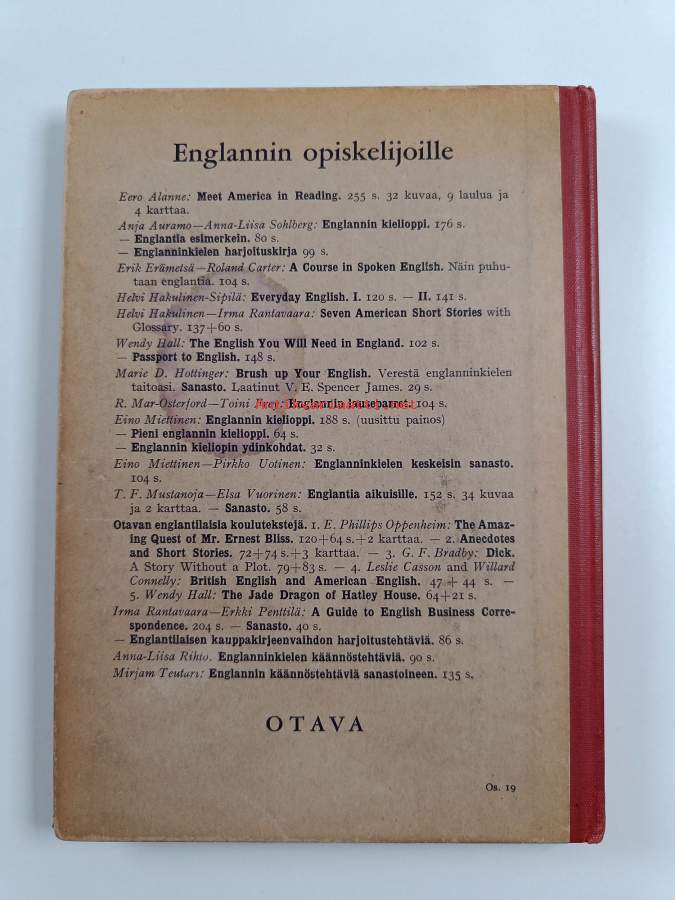 Englannin opiskelijoille
Eero Alanne: Meet America in Reading. 255 s. 32 kuvaa, 9 laulua ja
4 karttaa.
Anja Auramo—Anna-Liisa Sohlberg: Englannin kielioppi. 176 s.
— Englantia esimerkein. 80 s.
— Englanninkielen harjoituskirja 99 s.
Erik Erämetsä—Roland Carter: A Course in Spoken English. Näin puhu-
taan englantia. 104 s.
Helvi Hakulinen-Sipilä: Everyday English. I. 120 s. — II. 141 s.
Helvi Hakulinen—Irma Rantavaara: Seven American Short Stories with
Glossary. 137+60 s.
Wendy Hall: The English You Will Need in England. 102 s.
— Passport to English. 148 s.
Marie D. Hottinger: Brush up Your English. Verestä englanninkielen
taitoasi. Sanasto. Laatinut V. E. Spencer James. 29 s.
R. Mar-Osterford—Toini Englannin lauseparret. 104 s.
Eino Miettinen: Englannin kielioppi. 188 s. (uusittu painos)
— Pieni englannin kielioppi. 64 s.
— Englannin kieliopin ydinkohdat. 32 s.
Eino Miettinen—Pirkko Uotinen: Englanninkielen keskeisin sanasto.
104 s.
T. F. Mustanoja—Elsa Vuorinen: Englantia aikuisille. 152 s. 34 kuvaa
ja 2 karttaa. — Sanasto. 58 s.
Otavan englantilaisia koulutekstejä. 1. E. Phillips Oppenheim: The Amaz-
ing Quest of Mr. Ernest Bliss. 120+64 s.+2 karttaa. — 2. Anecdotes
and Short Stories. 72+74 s.+3 karttaa. — 3. G. F. Bradby: Dick.
A Story Without a Plot. 79+83 s. — 4. Leslie Casson and Willard
Connelly: British English and American English. 47 + 44 s. —
5. Wendy Hall: The Jade Dragon of Hatley House. 64+21 s.
Irma Rantavaara—Erkki Penttilä: A Guide to English Business Corre-
spondence. 204 s. — Sanasto. 40 s.
— Englantilaisen kauppakirjeenvaihdon harjoitustehtäviä. 86 s.
Anna-Liisa Rihto. Englanninkielen käännöstehtäviä. 90 s.
Mirjam Teutari: Englannin käännöstehtäviä sanastoineen. 135 s.
OTAVA
Os. 19